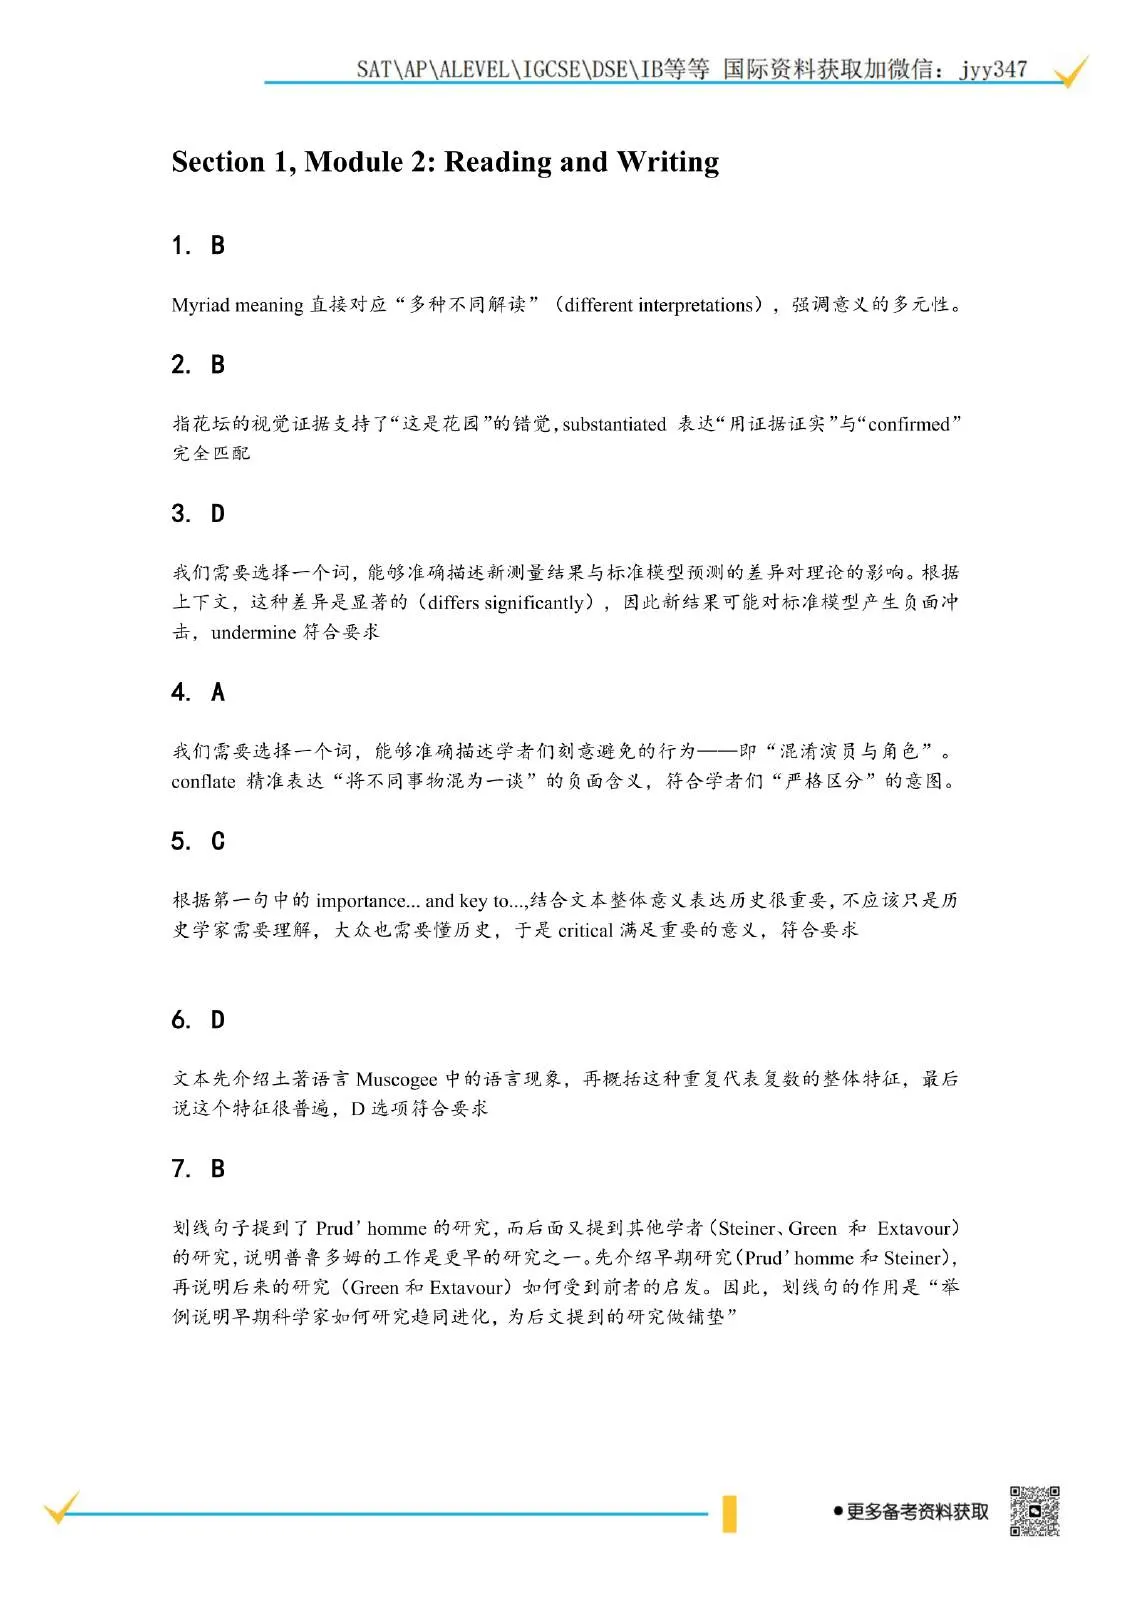 SAT\AP\ALEVEL\IGCSE\DSE\IB等等 国际资料获取加微信：jyy347
Section 1, Module 2: Reading and Writing
1. B
Myriad meaning 直接对应“多种不同解读”（different interpretations），强调意义的多元性。
2. B
指花坛的视觉证据支持了“这是花园”的错觉,substantiated 表达“用证据证实”与“confirmed”
完全匹配
3. D
我们需要选择一个词，能够准确描述新测量结果与标准模型预测的差异对理论的影响。根据
上下文，这种差异是显著的（differs significantly），因此新结果可能对标准模型产生负面冲
击，undermine 符合要求
4. A
我们需要选择一个词，能够准确描述学者们刻意避免的行为——即“混淆演员与角色”。
conflate 精准表达“将不同事物混为一谈”的负面含义，符合学者们“严格区分”的意图。
5. C
根据第一句中的 importance... and key to...,结合文本整体意义表达历史很重要，不应该只是历
史学家需要理解，大众也需要懂历史，于是 critical 满足重要的意义，符合要求
6. D
文本先介绍土著语言 Muscogee 中的语言现象，再概括这种重复代表复数的整体特征，最后
说这个特征很普遍，D 选项符合要求
7. B
划线句子提到了 Prud’homme 的研究，而后面又提到其他学者（Steiner、Green 和 Extavour）
的研究，说明普鲁多姆的工作是更早的研究之一。先介绍早期研究（Prud’homme 和 Steiner），
再说明后来的研究（Green 和 Extavour）如何受到前者的启发。因此，划线句的作用是“举
例说明早期科学家如何研究趋同进化，为后文提到的研究做铺垫”
●更多备考资料获取